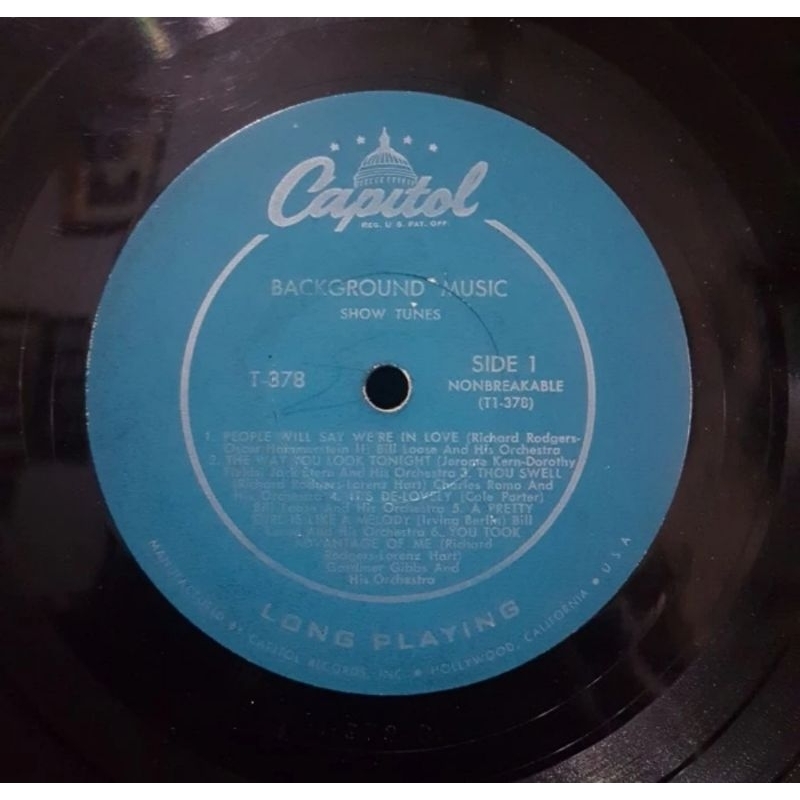 Capitol
REG. U.S. PAT. OFF.
BACKGROUND MUSIC
SHOW TUNES
T-378
SIDE 1
NONBREAKABLE
(T1-378)
1. PEOPLE WILL SAY WE'RE IN LOVE (Richard Rodgers-
Oscar Hammerstein II) Bill Loose And His Orchestra
2. THE WAY YOU LOOK TONIGHT (Jerome Kern-Dorothy
And His Orchestra 3. THOU SWELL
(Richard Rodgers-Lorenz Hart) Charles And
His Orchestra 4. IT'S DE-LOVELY (Cole Porter)
Bill Loose And His Orchestra 5. A PRETTY
GIRL IS LIKE A MELODY (Irving Berlin) Bill
Loose And His Orchestra 6. YOU TOOK
ADVANTAGE OF ME (Richard
Rodgers-Lorenz Hart)
Gibbs And
His Orchestra
LONG PLAYING
MANUFACTURED BY CAPITOL RECORDS, INC. • HOLLYWOOD, CALIFORNIA • U.S.A.